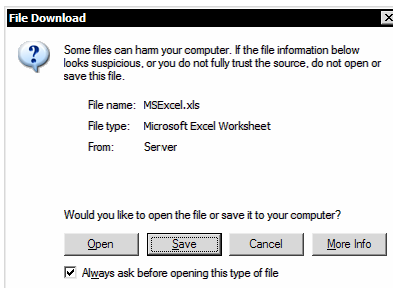 File Download
Some files can harm your computer. If the file information below
looks suspicious, or you do not fully trust the source, do not open or
save this file.
File name: MSExcel.xls
File type: Microsoft Excel Worksheet
From: Server
Would you like to open the file or save it to your computer?
Open Save Cancel More Info
Always ask before opening this type of file